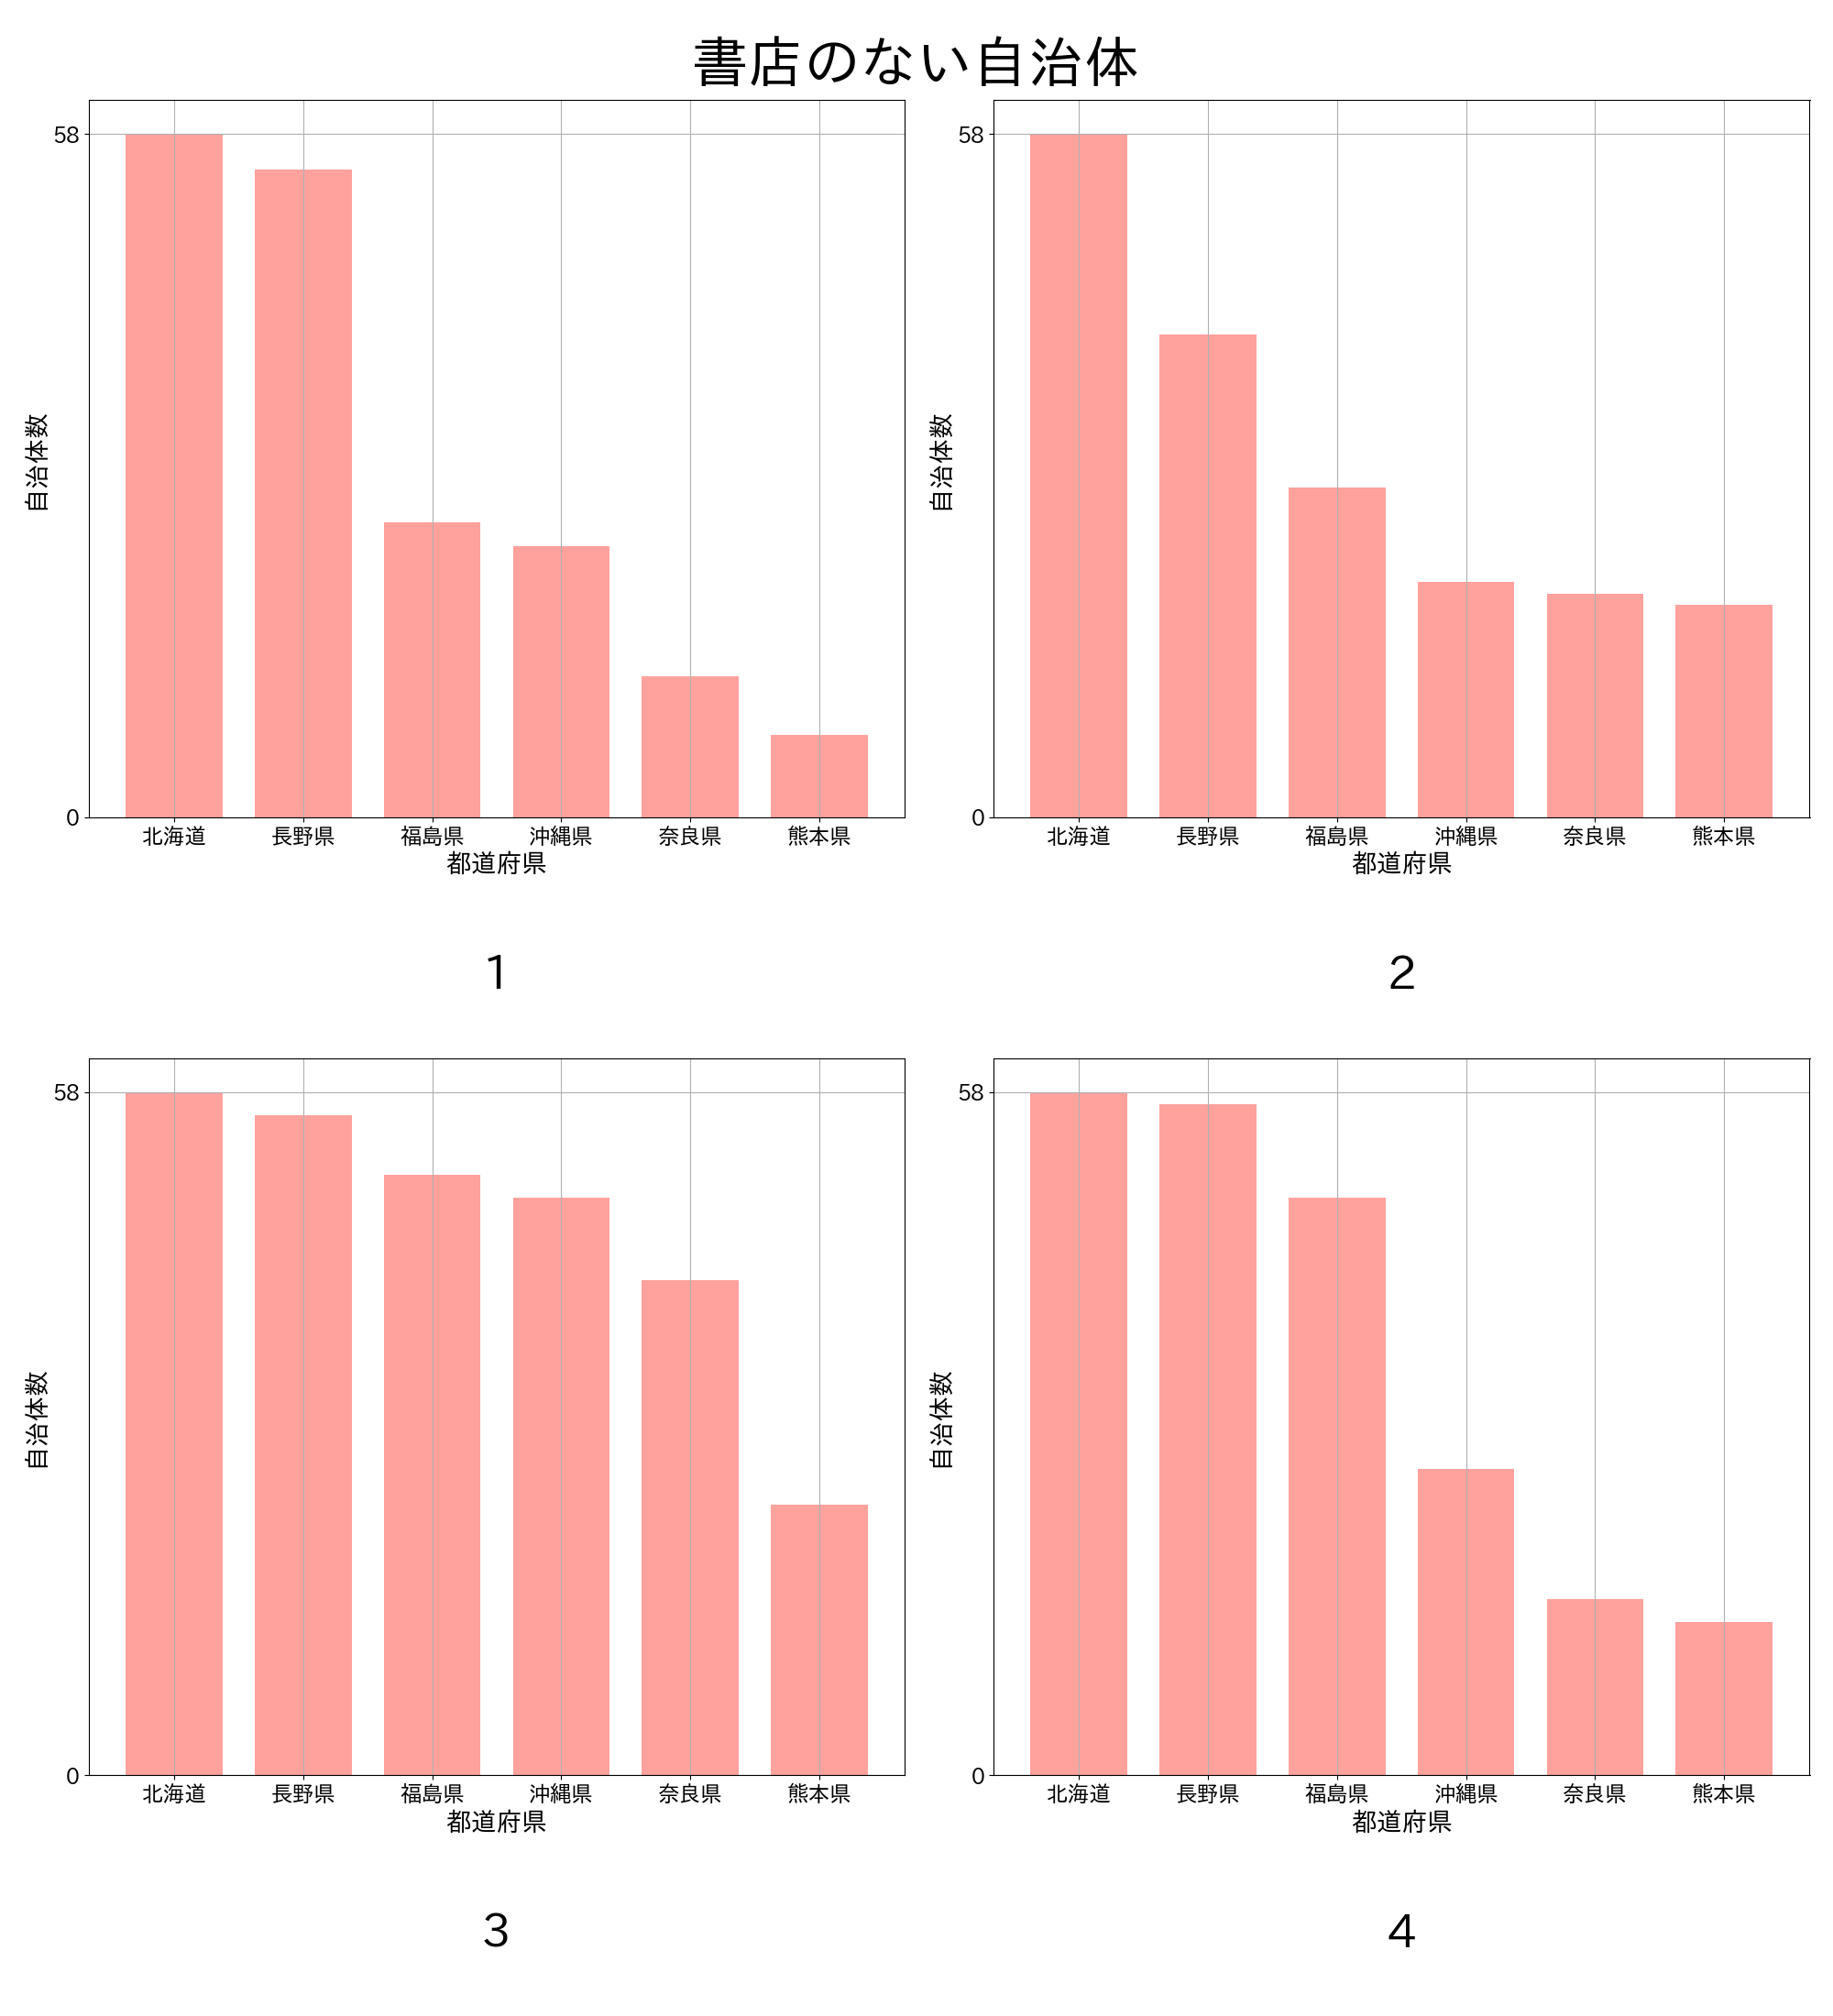 書店のない自治体
58
0
自治体数
北海道 長野県 福島県 沖縄県 奈良県 熊本県
都道府県
1
58
0
自治体数
北海道 長野県 福島県 沖縄県 奈良県 熊本県
都道府県
2
58
0
自治体数
北海道 長野県 福島県 沖縄県 奈良県 熊本県
都道府県
3
58
0
自治体数
北海道 長野県 福島県 沖縄県 奈良県 熊本県
都道府県
4